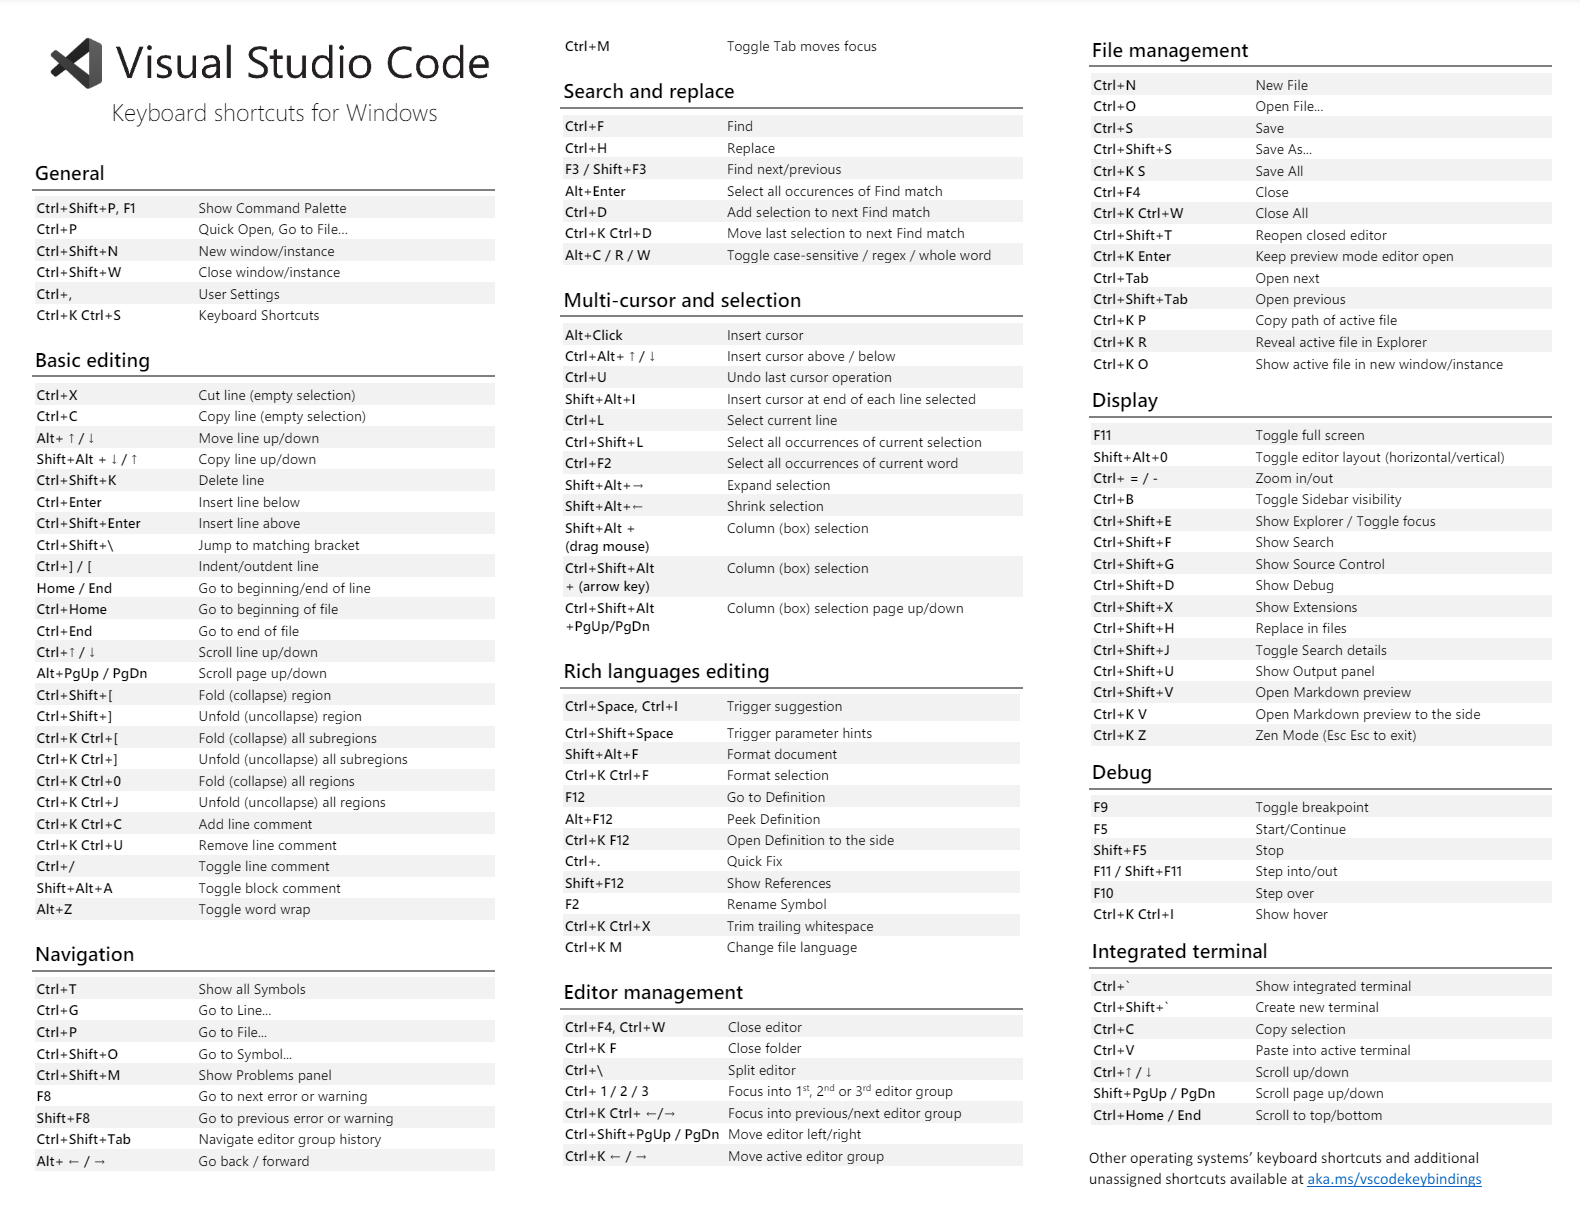 Visual Studio Code
Keyboard shortcuts for Windows
General
Ctrl+Shift+P, F1 Show Command Palette
Ctrl+P Quick Open, Go to File...
Ctrl+Shift+N New window/instance
Ctrl+Shift+W Close window/instance
Ctrl+, User Settings
Ctrl+K Ctrl+S Keyboard Shortcuts
Basic editing
Ctrl+X Cut line (empty selection)
Ctrl+C Copy line (empty selection)
Alt+ ↑ / ↓ Move line up/down
Shift+Alt + ↓ / ↑ Copy line up/down
Ctrl+Shift+K Delete line
Ctrl+Enter Insert line below
Ctrl+Shift+Enter Insert line above
Ctrl+Shift+\ Jump to matching bracket
Ctrl+] / [ Indent/outdent line
Home / End Go to beginning/end of line
Ctrl+Home Go to beginning of file
Ctrl+End Go to end of file
Ctrl+↑ / ↓ Scroll line up/down
Alt+PgUp / PgDn Scroll page up/down
Ctrl+Shift+[ Fold (collapse) region
Ctrl+Shift+] Unfold (uncollapse) region
Ctrl+K Ctrl+[ Fold (collapse) all subregions
Ctrl+K Ctrl+] Unfold (uncollapse) all subregions
Ctrl+K Ctrl+0 Fold (collapse) all regions
Ctrl+K Ctrl+J Unfold (uncollapse) all regions
Ctrl+K Ctrl+C Add line comment
Ctrl+K Ctrl+U Remove line comment
Ctrl+/ Toggle line comment
Shift+Alt+A Toggle block comment
Alt+Z Toggle word wrap
Navigation
Ctrl+T Show all Symbols
Ctrl+G Go to Line...
Ctrl+P Go to File...
Ctrl+Shift+O Go to Symbol...
Ctrl+Shift+M Show Problems panel
F8 Go to next error or warning
Shift+F8 Go to previous error or warning
Ctrl+Shift+Tab Navigate editor group history
Alt+ ← / → Go back / forward
Ctrl+M Toggle Tab moves focus
Search and replace
Ctrl+F Find
Ctrl+H Replace
F3 / Shift+F3 Find next/previous
Alt+Enter Select all occurences of Find match
Ctrl+D Add selection to next Find match
Ctrl+K Ctrl+D Move last selection to next Find match
Alt+C / R / W Toggle case-sensitive / regex / whole word
Multi-cursor and selection
Alt+Click Insert cursor
Ctrl+Alt+ ↑ / ↓ Insert cursor above / below
Ctrl+U Undo last cursor operation
Shift+Alt+I Insert cursor at end of each line selected
Ctrl+L Select current line
Ctrl+Shift+L Select all occurrences of current selection
Ctrl+F2 Select all occurrences of current word
Shift+Alt+→ Expand selection
Shift+Alt+← Shrink selection
Shift+Alt + Column (box) selection
(drag mouse)
Ctrl+Shift+Alt Column (box) selection
+ (arrow key)
Ctrl+Shift+Alt Column (box) selection page up/down
+PgUp/PgDn
Rich languages editing
Ctrl+Space, Ctrl+I Trigger suggestion
Ctrl+Shift+Space Trigger parameter hints
Shift+Alt+F Format document
Ctrl+K Ctrl+F Format selection
F12 Go to Definition
Alt+F12 Peek Definition
Ctrl+K F12 Open Definition to the side
Ctrl+. Quick Fix
Shift+F12 Show References
F2 Rename Symbol
Ctrl+K Ctrl+X Trim trailing whitespace
Ctrl+K M Change file language
Editor management
Ctrl+F4, Ctrl+W Close editor
Ctrl+K F Close folder
Ctrl+\ Split editor
Ctrl+ 1 / 2 / 3 Focus into 1st, 2nd or 3rd editor group
Ctrl+K Ctrl+ ←/→ Focus into previous/next editor group
Ctrl+Shift+PgUp / PgDn Move editor left/right
Ctrl+K ← / → Move active editor group
File management
Ctrl+N New File
Ctrl+O Open File...
Ctrl+S Save
Ctrl+Shift+S Save As...
Ctrl+K S Save All
Ctrl+F4 Close
Ctrl+K Ctrl+W Close All
Ctrl+Shift+T Reopen closed editor
Ctrl+K Enter Keep preview mode editor open
Ctrl+Tab Open next
Ctrl+Shift+Tab Open previous
Ctrl+K P Copy path of active file
Ctrl+K R Reveal active file in Explorer
Ctrl+K O Show active file in new window/instance
Display
F11 Toggle full screen
Shift+Alt+0 Toggle editor layout (horizontal/vertical)
Ctrl+ = / - Zoom in/out
Ctrl+B Toggle Sidebar visibility
Ctrl+Shift+E Show Explorer / Toggle focus
Ctrl+Shift+F Show Search
Ctrl+Shift+G Show Source Control
Ctrl+Shift+D Show Debug
Ctrl+Shift+X Show Extensions
Ctrl+Shift+H Replace in files
Ctrl+Shift+J Toggle Search details
Ctrl+Shift+U Show Output panel
Ctrl+Shift+V Open Markdown preview
Ctrl+K V Open Markdown preview to the side
Ctrl+K Z Zen Mode (Esc Esc to exit)
Debug
F9 Toggle breakpoint
F5 Start/Continue
Shift+F5 Stop
F11 / Shift+F11 Step into/out
F10 Step over
Ctrl+K Ctrl+I Show hover
Integrated terminal
Ctrl+` Show integrated terminal
Ctrl+Shift+` Create new terminal
Ctrl+C Copy selection
Ctrl+V Paste into active terminal
Ctrl+↑ / ↓ Scroll up/down
Shift+PgUp / PgDn Scroll page up/down
Ctrl+Home / End Scroll to top/bottom
Other operating systems’ keyboard shortcuts and additional
unassigned shortcuts available at aka.ms/vscodekeybindings